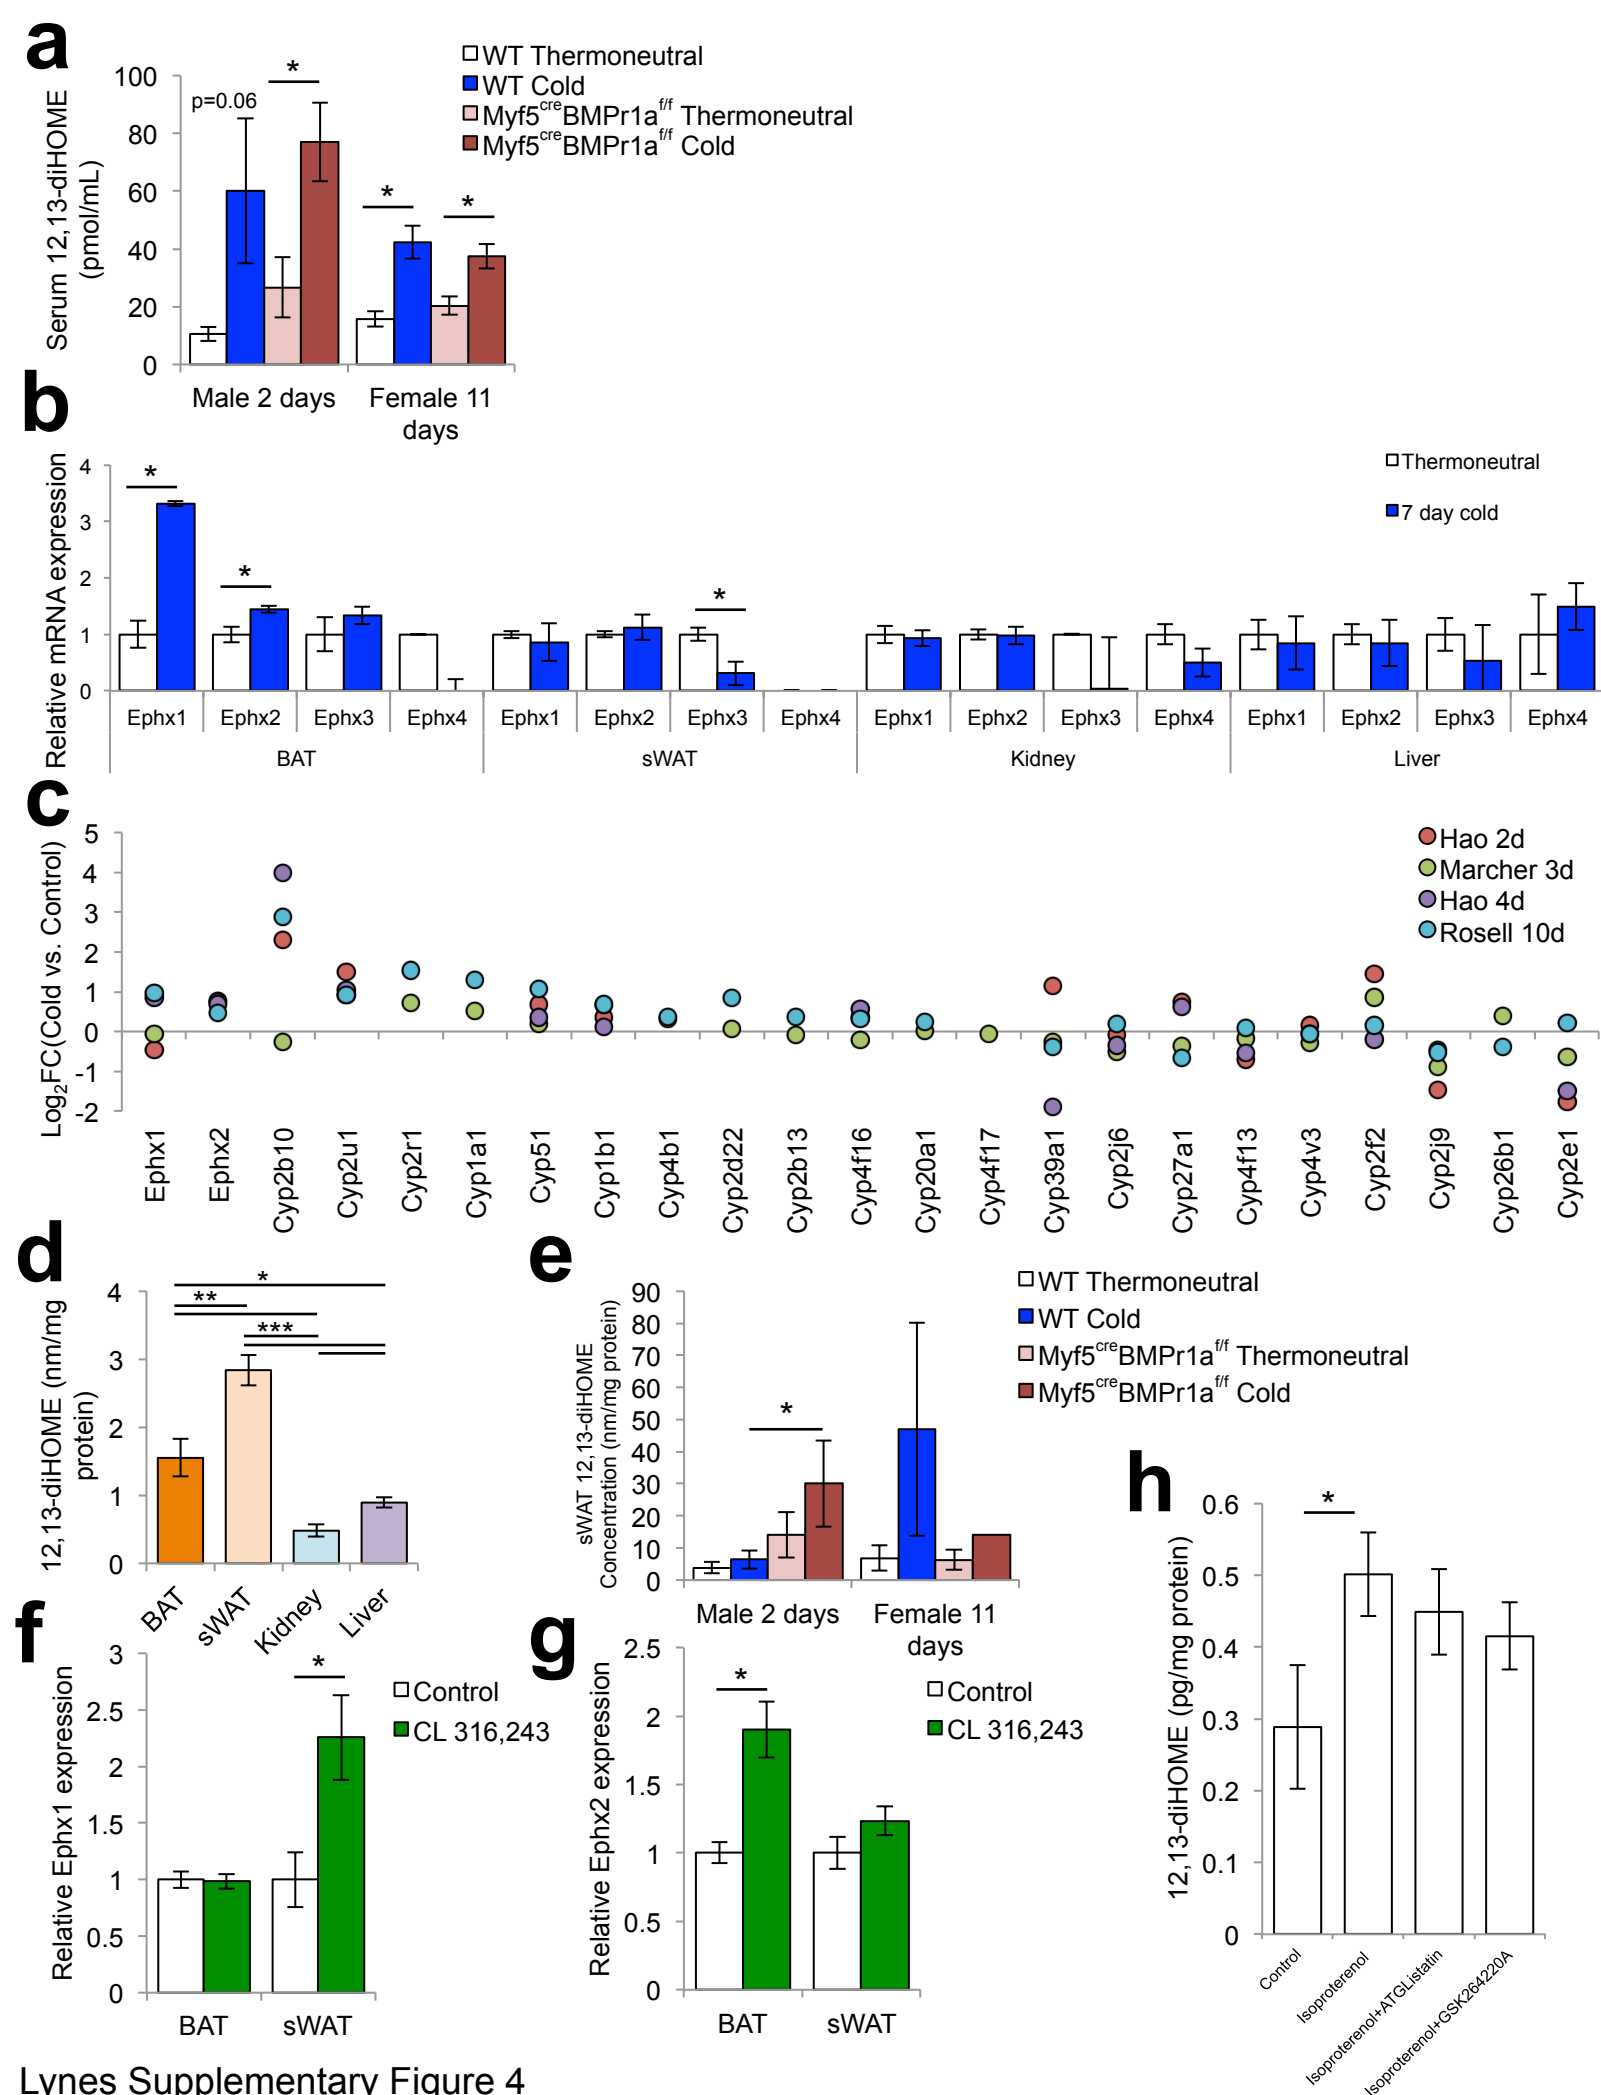 a
WT Thermoneutral
WT Cold
Myf5creBMPr1af/f Thermoneutral
Myf5creBMPr1af/f Cold
Serum 12,13-diHOME
(pmol/mL)
100
80
60
40
20
0
p=0.06
*
*
*
Male 2 days
Female 11
days
b
Relative mRNA expression
4
3
2
1
0
*
*
*
Thermoneutral
7 day cold
Ephx1 Ephx2 Ephx3 Ephx4 Ephx1 Ephx2 Ephx3 Ephx4 Ephx1 Ephx2 Ephx3 Ephx4 Ephx1 Ephx2 Ephx3 Ephx4
BAT sWAT Kidney Liver
c
Log2FC(Cold vs. Control)
5
4
3
2
1
0
-1
-2
Hao 2d
Marcher 3d
Hao 4d
Rosell 10d
Ephx1
Ephx2
Cyp2b10
Cyp2u1
Cyp2r1
Cyp1a1
Cyp51
Cyp1b1
Cyp4b1
Cyp2d22
Cyp2b13
Cyp4f16
Cyp20a1
Cyp4f17
Cyp39a1
Cyp2j6
Cyp27a1
Cyp4f13
Cyp4v3
Cyp2f2
Cyp2j9
Cyp26b1
Cyp2e1
d
12,13-diHOME (nm/mg
protein)
4
3
2
1
0
*
**
***
BAT
sWAT
Kidney
Liver
e
sWAT 12,13-diHOME
Concentration (nm/mg protein)
90
80
70
60
50
40
30
20
10
0
*
Male 2 days
Female 11
days
WT Thermoneutral
WT Cold
Myf5creBMPr1af/f Thermoneutral
Myf5creBMPr1af/f Cold
f
Relative Ephx1 expression
3
2.5
2
1.5
1
0.5
0
*
Control
CL 316,243
BAT
sWAT
g
Relative Ephx2 expression
2.5
2
1.5
1
0.5
0
*
Control
CL 316,243
BAT
sWAT
h
12,13-diHOME (pg/mg protein)
0.6
0.5
0.4
0.3
0.2
0.1
0
*
Control
Isoproterenol
Isoproterenol+ATGListatin
Isoproterenol+GSK264220A
Lynes Supplementary Figure 4